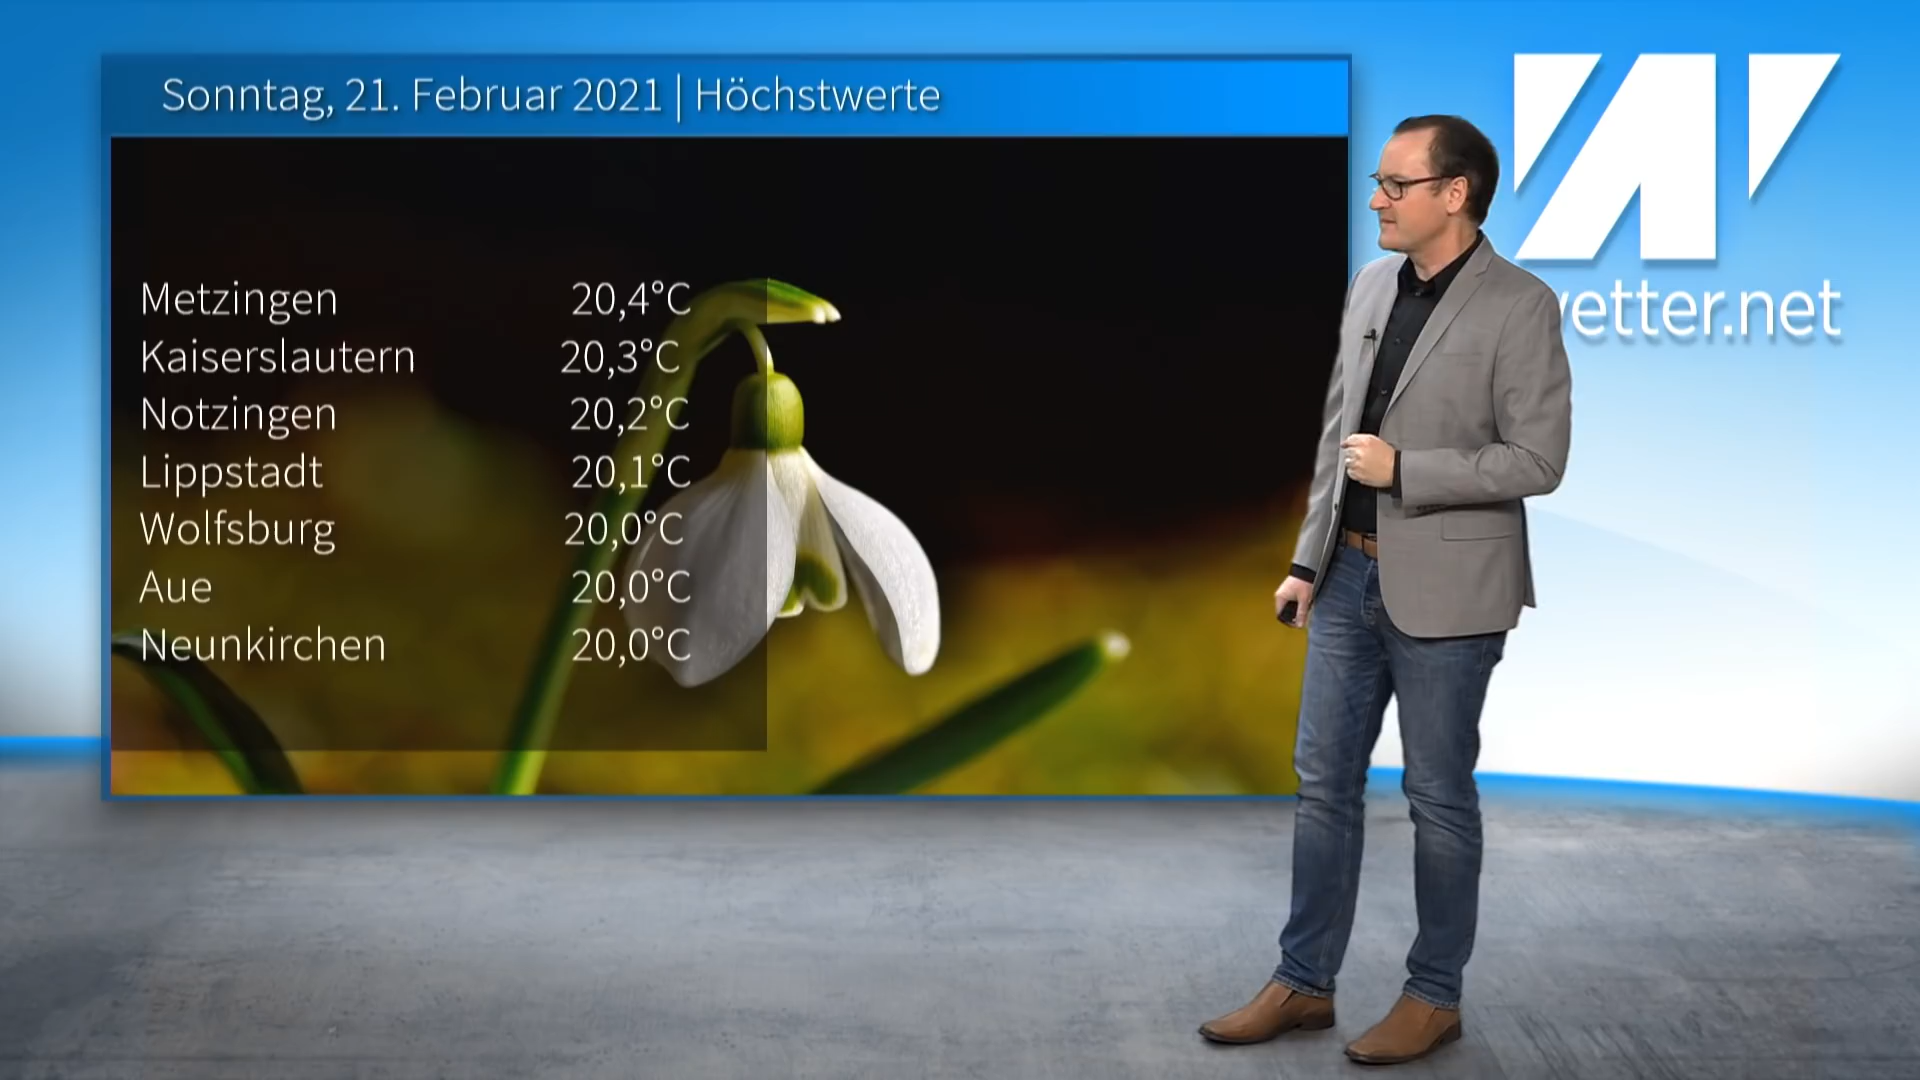 Sonntag, 21. Februar 2021 | Höchstwerte
Metzingen 20,4°C
Kaiserslautern 20,3°C
Notzingen 20,2°C
Lippstadt 20,1°C
Wolfsburg 20,0°C
Aue 20,0°C
Neunkirchen 20,0°C
wetter.net